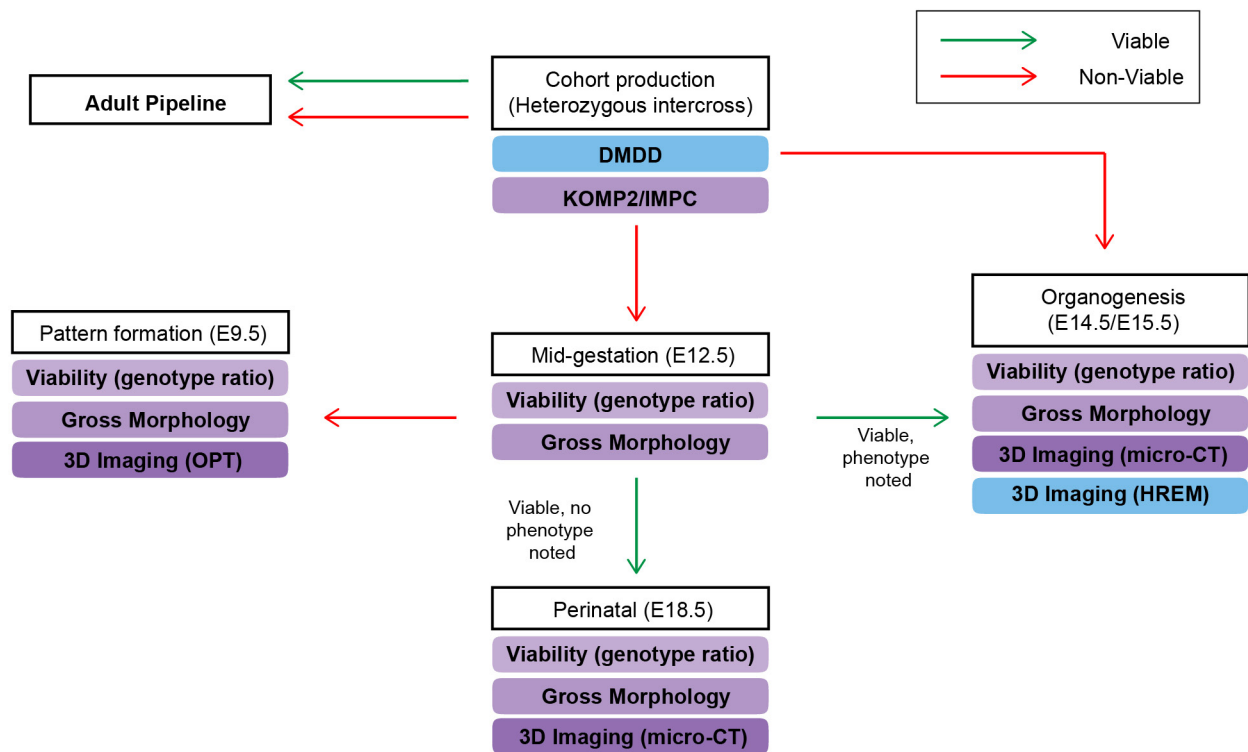 Viable
Non-Viable
Adult Pipeline
Cohort production
(Heterozygous intercross)
DMDD
KOMP2/IMPC
Pattern formation (E9.5)
Viability (genotype ratio)
Gross Morphology
3D Imaging (OPT)
Mid-gestation (E12.5)
Viability (genotype ratio)
Gross Morphology
Viable,
phenotype
noted
Organogenesis
(E14.5/E15.5)
Viability (genotype ratio)
Gross Morphology
3D Imaging (micro-CT)
3D Imaging (HREM)
Viable, no
phenotype
noted
Perinatal (E18.5)
Viability (genotype ratio)
Gross Morphology
3D Imaging (micro-CT)